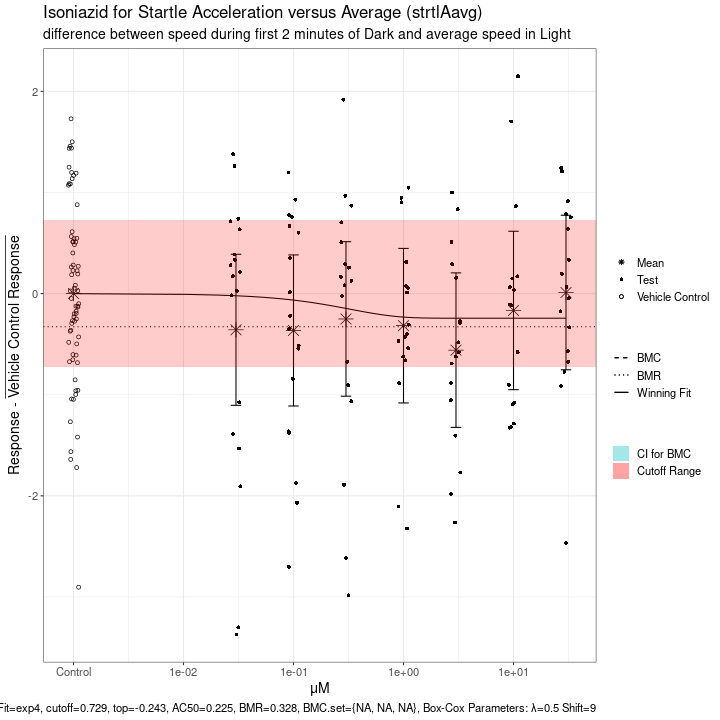 Isoniazid for Startle Acceleration versus Average (strtlAavg)
difference between speed during first 2 minutes of Dark and average speed in Light
Response - Vehicle Control Response
2
0
-2
Control
1e-02
1e-01
1e+00
1e+01
μM
Mean
Test
Vehicle Control
BMC
BMR
Winning Fit
CI for BMC
Cutoff Range
Fit=exp4, cutoff=0.729, top=-0.243, AC50=0.225, BMR=0.328, BMC.set={NA, NA, NA}, Box-Cox Parameters: λ=0.5 Shift=9